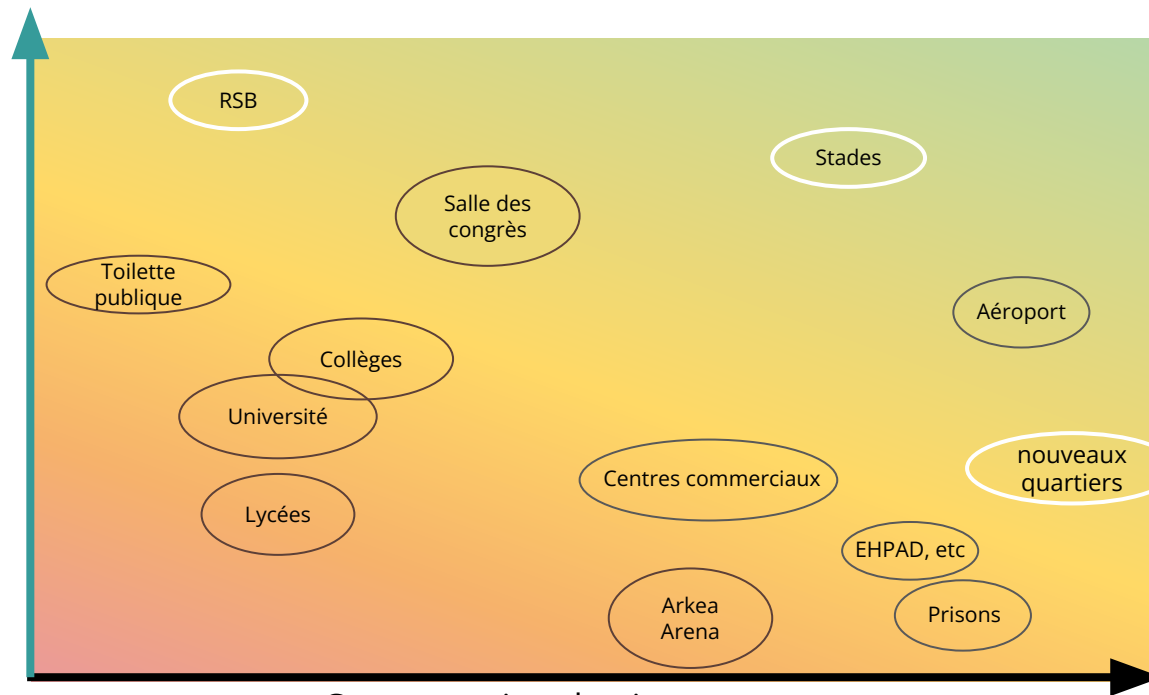 RSB
Stades
Salle des
congrès
Toilette
publique
Aéroport
Collèges
Université
Centres commerciaux
nouveaux
quartiers
Lycées
EHPAD, etc
Arkea
Arena
Prisons